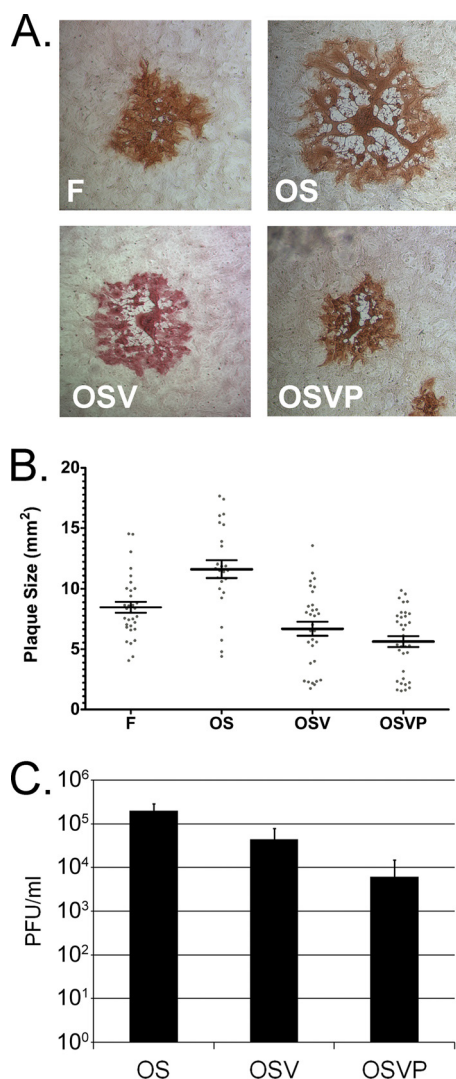 A.
F
OS
OSV
OSVP
B.
Plaque Size (mm²)
20
15
10
5
0
F OS OSV OSVP
C.
PFU/ml
10⁶
10⁵
10⁴
10³
10²
10¹
10⁰
OS OSV OSVP